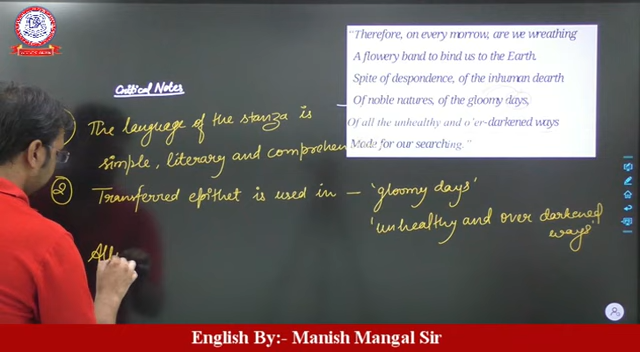 "Therefore, on every morrow, are we wreathing
A flowery band to bind us to the Earth,
Spite of despondence, of the inhuman dearth
Of noble natures, of the gloomy days,
Of all the unhealthy and o'er-darkened ways
Made for our searching."
Critical Notes
The language of the stanza is
simple, literary and comprehen
② Transferred epithet is used in – 'gloomy days'
'unhealthy and over darkened
ways'
All
English By:- Manish Mangal Sir